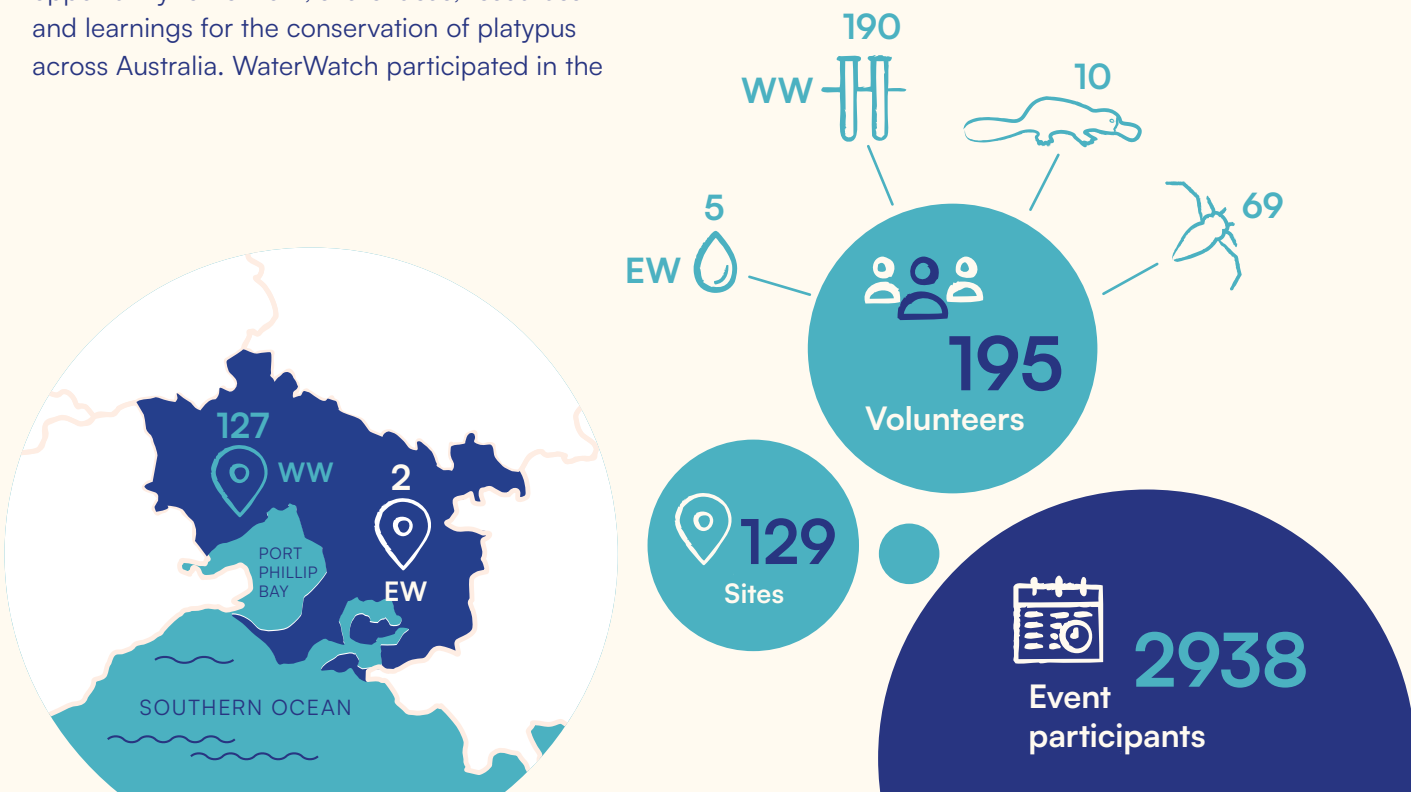 and learnings for the conservation of platypus
across Australia. WaterWatch participated in the
190
WW
10
5
EW
69
195
Volunteers
127
WW
2
EW
PORT
PHILLIP
BAY
SOUTHERN OCEAN
129
Sites
2938
Event
participants